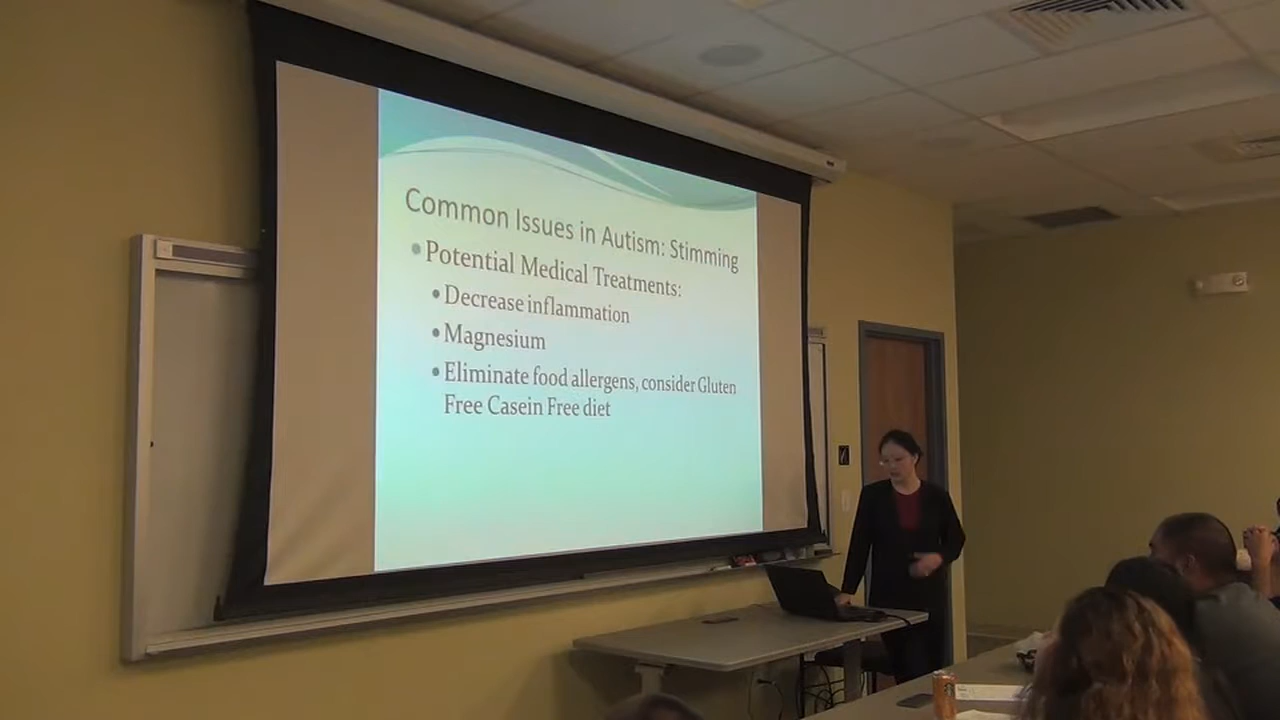 Common Issues in Autism: Stimming
• Potential Medical Treatments:
• Decrease inflammation
• Magnesium
• Eliminate food allergens, consider Gluten
Free Casein Free diet